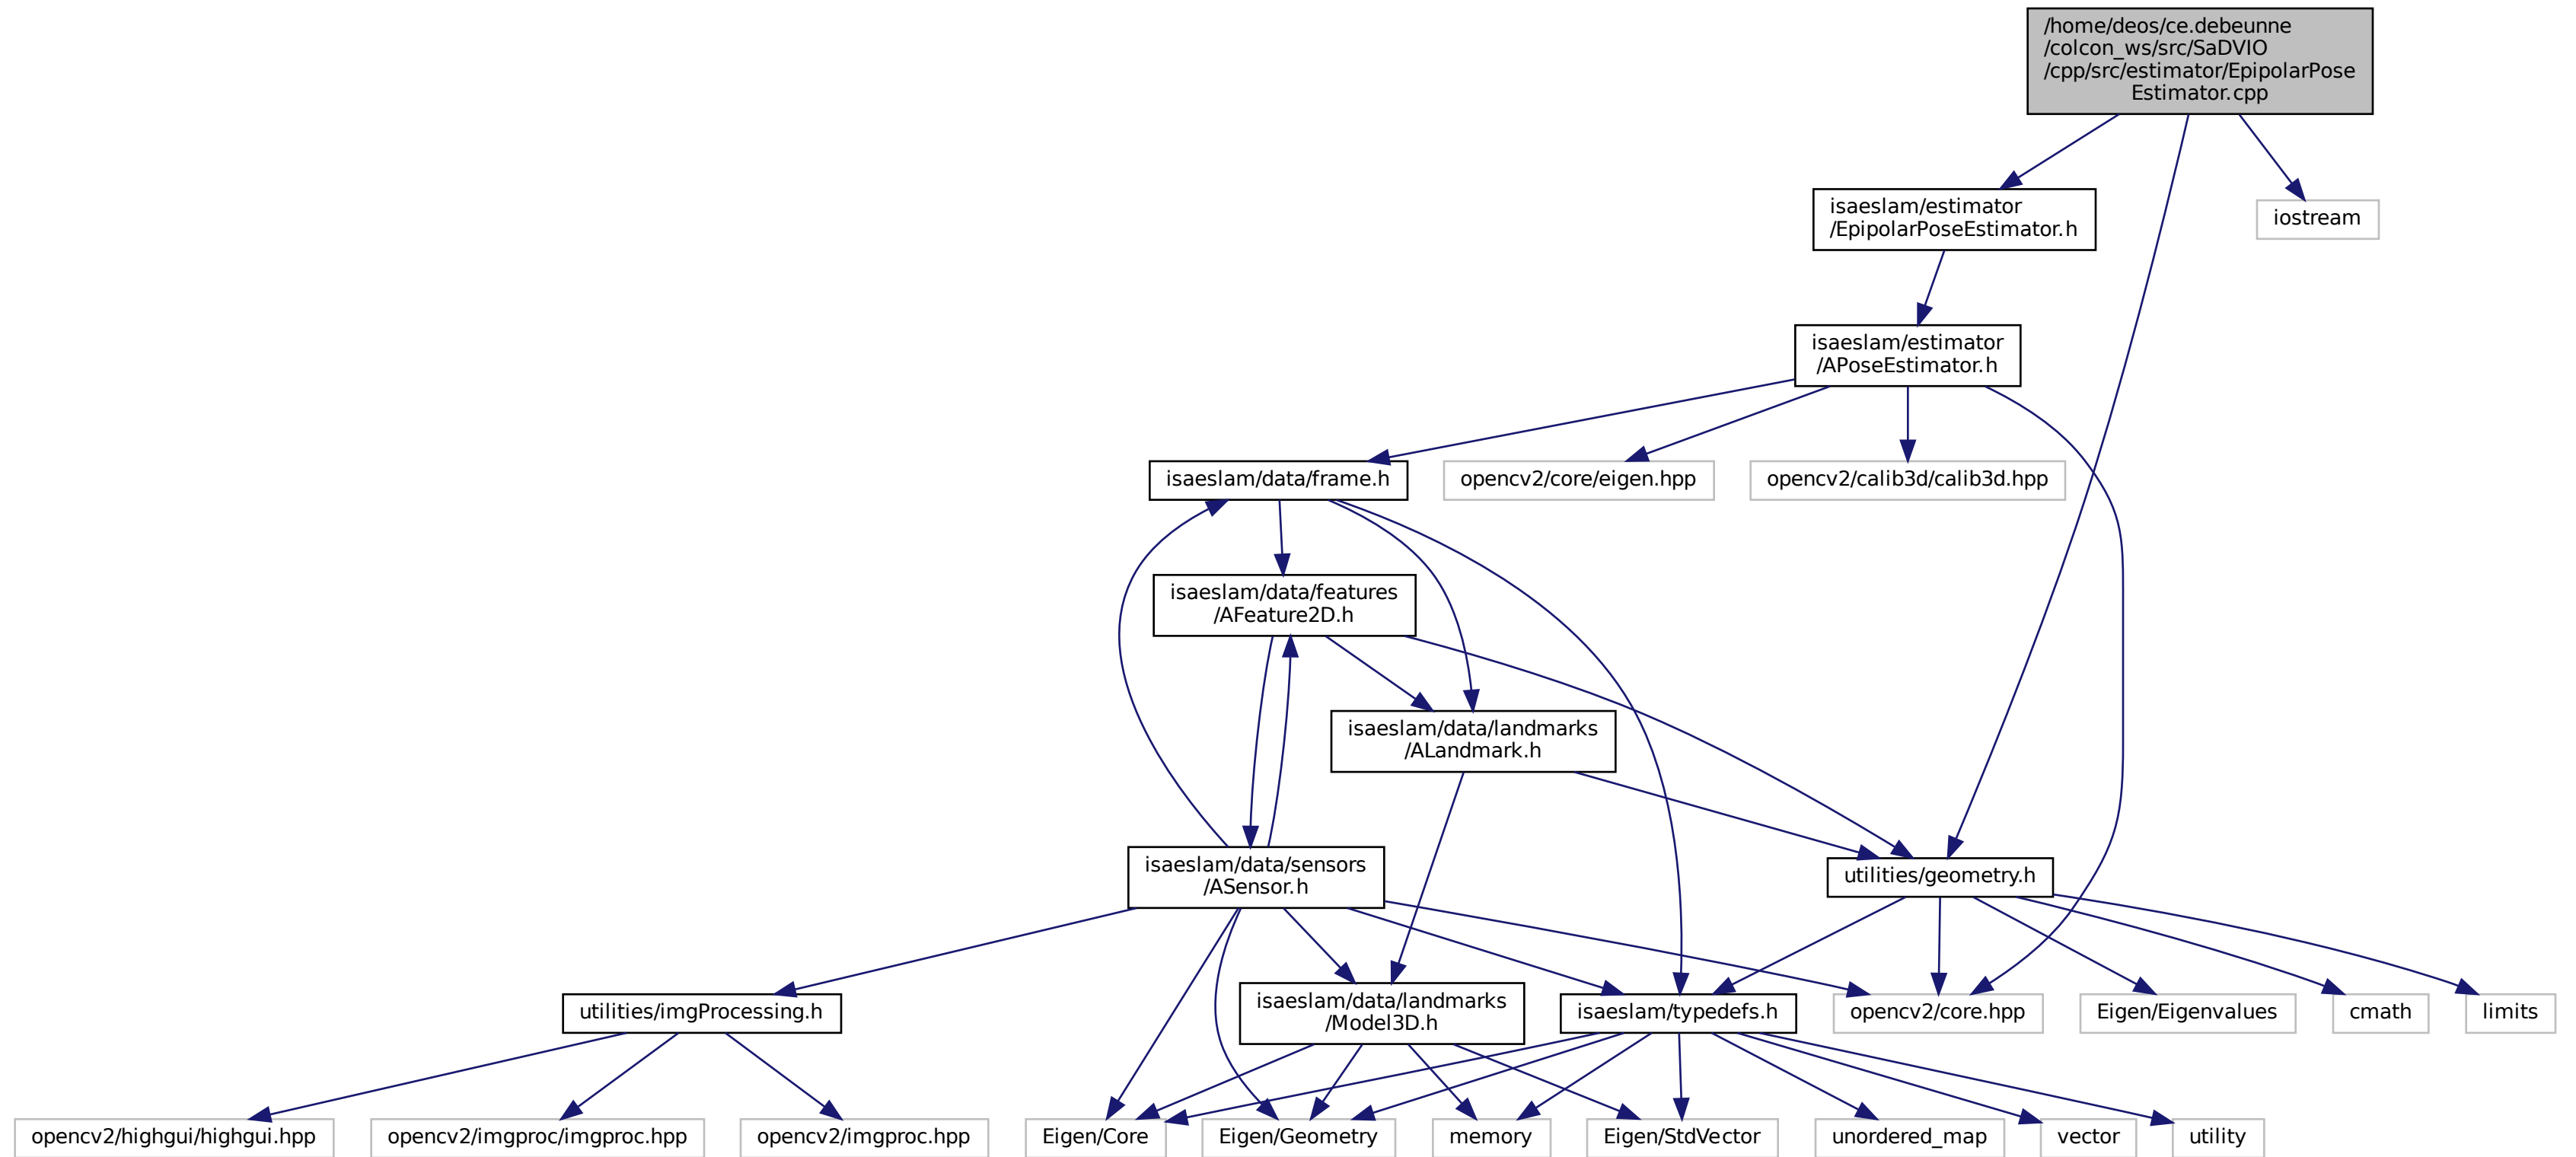 /home/deos/ce.debeunne
/colcon_ws/src/SaDVIO
/cpp/src/estimator/EpipolarPose
Estimator.cpp
isaeslam/estimator
/EpipolarPoseEstimator.h
iostream
isaeslam/estimator
/APoseEstimator.h
isaeslam/data/frame.h
opencv2/core/eigen.hpp
opencv2/calib3d/calib3d.hpp
isaeslam/data/features
/AFeature2D.h
isaeslam/data/landmarks
/ALandmark.h
isaeslam/data/sensors
/ASensor.h
utilities/geometry.h
utilities/imgProcessing.h
isaeslam/data/landmarks
/Model3D.h
isaeslam/typedefs.h
opencv2/core.hpp
Eigen/Eigenvalues
cmath
limits
opencv2/highgui/highgui.hpp
opencv2/imgproc/imgproc.hpp
opencv2/imgproc.hpp
Eigen/Core
Eigen/Geometry
memory
Eigen/StdVector
unordered_map
vector
utility